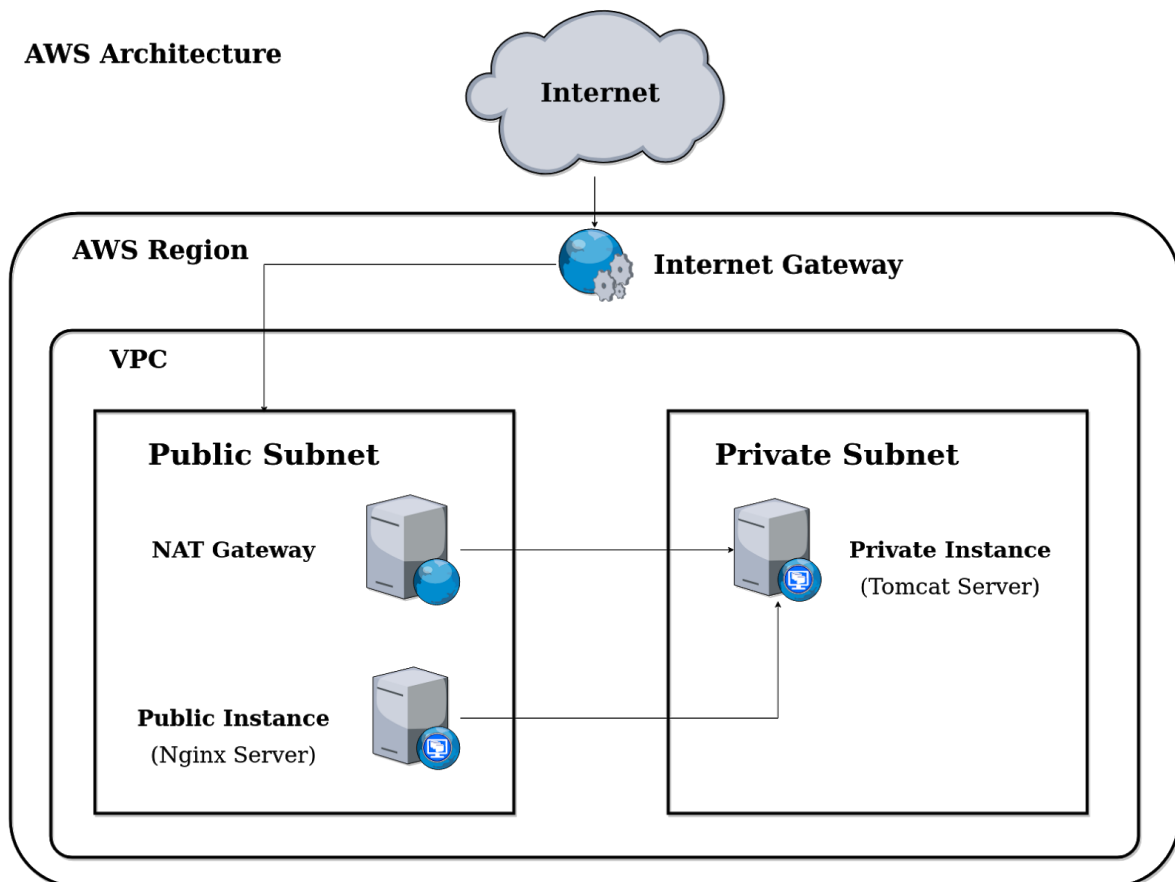 AWS Architecture
Internet
AWS Region
Internet Gateway
VPC
Public Subnet
NAT Gateway
Public Instance
(Nginx Server)
Private Subnet
Private Instance
(Tomcat Server)